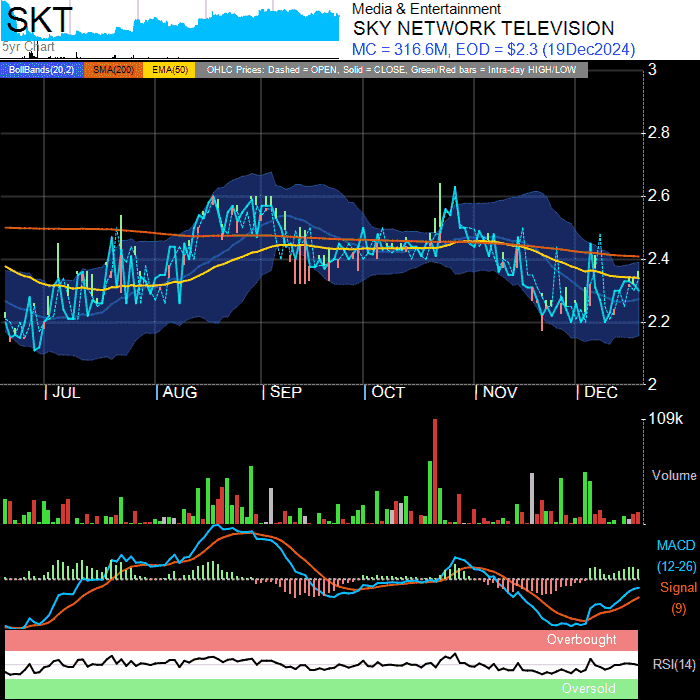 SKT
5yr Chart
Media & Entertainment
SKY NETWORK TELEVISION
MC = 316.6M, EOD = $2.3 (19Dec2024)
BollBands(20,2) SMA(200) EMA(50) OHLC Prices: Dashed = OPEN, Solid = CLOSE, Green/Red bars = Intra-day HIGH/LOW
3
2.8
2.6
2.4
2.2
2
JUL AUG SEP OCT NOV DEC
109k
Volume
MACD
(12-26)
Signal
(9)
Overbought
RSI(14)
Oversold